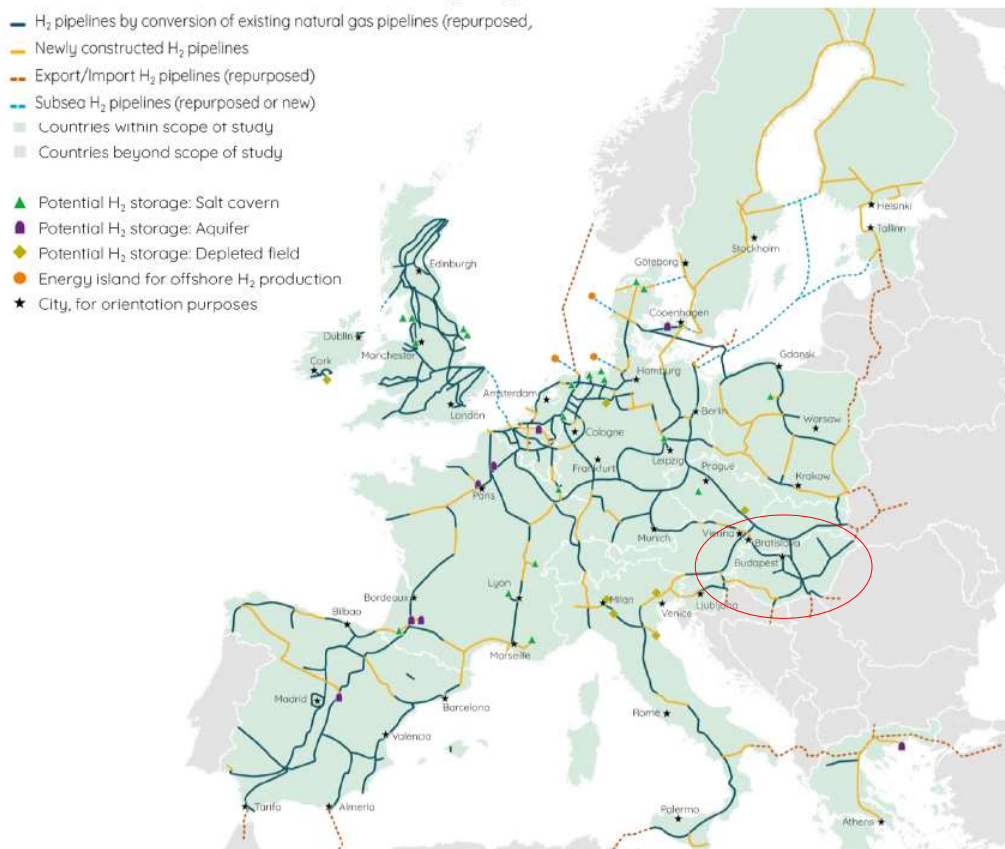 H₂ pipelines by conversion of existing natural gas pipelines (repurposed,
Newly constructed H₂ pipelines
Export/Import H₂ pipelines (repurposed)
Subsea H₂ pipelines (repurposed or new)
Countries within scope of study
Countries beyond scope of study
Potential H₂ storage: Salt cavern
Potential H₂ storage: Aquifer
Potential H₂ storage: Depleted field
Energy island for offshore H₂ production
City, for orientation purposes
Helsinki
Tallinn
Stockholm
Göteborg
Edinburgh
Copenhagen
Dublin
Manchester
Cork
Gdansk
Hamburg
Amsterdam
London
Berlin
Warsaw
Cologne
Leipzig
Frankfurt
Prague
Krakow
Paris
Munich
Vienna
Bratislava
Budapest
Lyon
Bordeaux
Milan
Venice
Ljubljana
Bilbao
Marseille
Madrid
Barcelona
Rome
Valencia
Tarifa
Almeria
Palermo
Athens